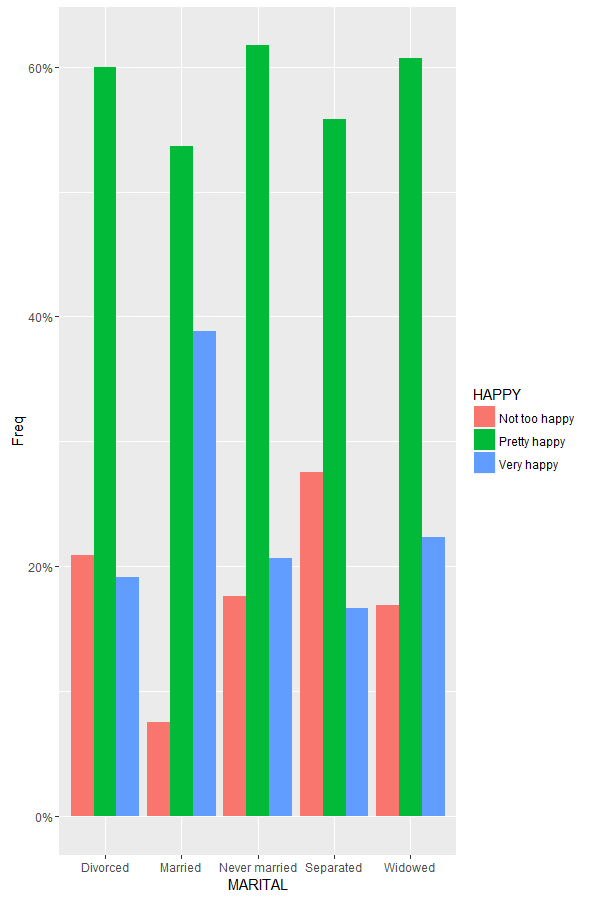 60%
40%
20%
0%
Freq
Divorced Married Never married Separated Widowed
MARITAL
HAPPY
Not too happy
Pretty happy
Very happy